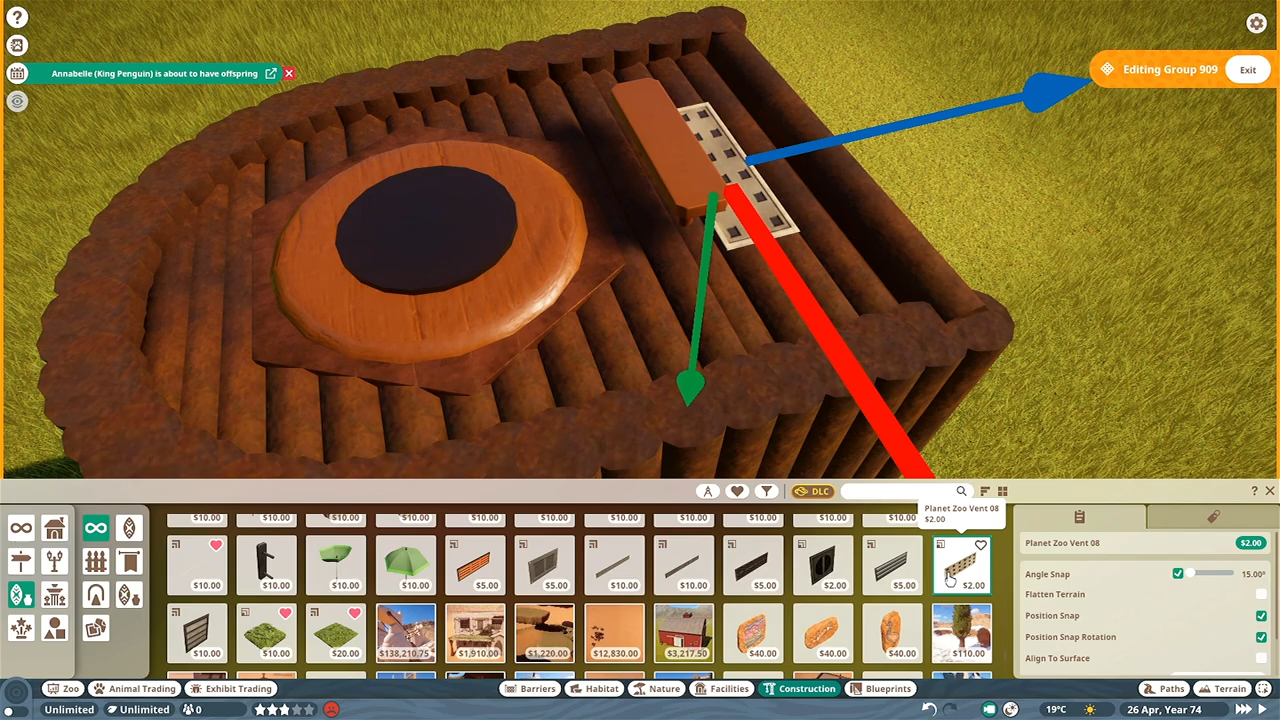 ?
Annabelle (King Penguin) is about to have offspring
Editing Group 909
Exit
DLC
?
Planet Zoo Vent 08
$2.00
$10.00 $10.00 $10.00 $10.00 $10.00 $10.00 $10.00 $10.00 $10.00 $10.00 $10.00
$10.00 $10.00 $10.00 $10.00 $5.00 $5.00 $10.00 $10.00 $5.00 $2.00 $5.00 $2.00
$10.00 $10.00 $20.00 $138,210.75 $1,910.00 $1,220.00 $12,830.00 $3,217.50 $40.00 $40.00 $40.00 $110.00
Planet Zoo Vent 08 $2.00
Angle Snap 15.00°
Flatten Terrain
Position Snap
Position Snap Rotation
Align To Surface
Zoo Animal Trading Exhibit Trading Barriers Habitat Nature Facilities Construction Blueprints Paths Terrain
Unlimited Unlimited 0 19°C 26 Apr, Year 74